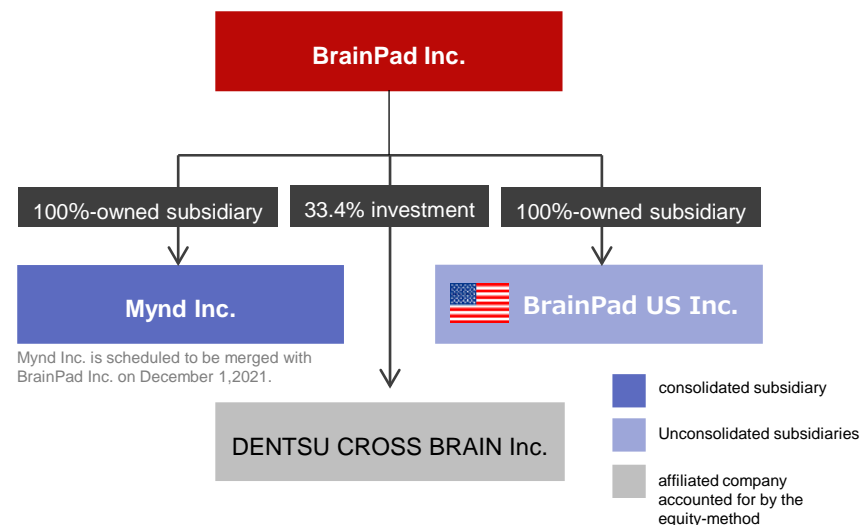 BrainPad Inc.
100%-owned subsidiary
33.4% investment
100%-owned subsidiary
Mynd Inc.
BrainPad US Inc.
Mynd Inc. is scheduled to be merged with
BrainPad Inc. on December 1,2021.
DENTSU CROSS BRAIN Inc.
consolidated subsidiary
Unconsolidated subsidiaries
affiliated company
accounted for by the
equity-method